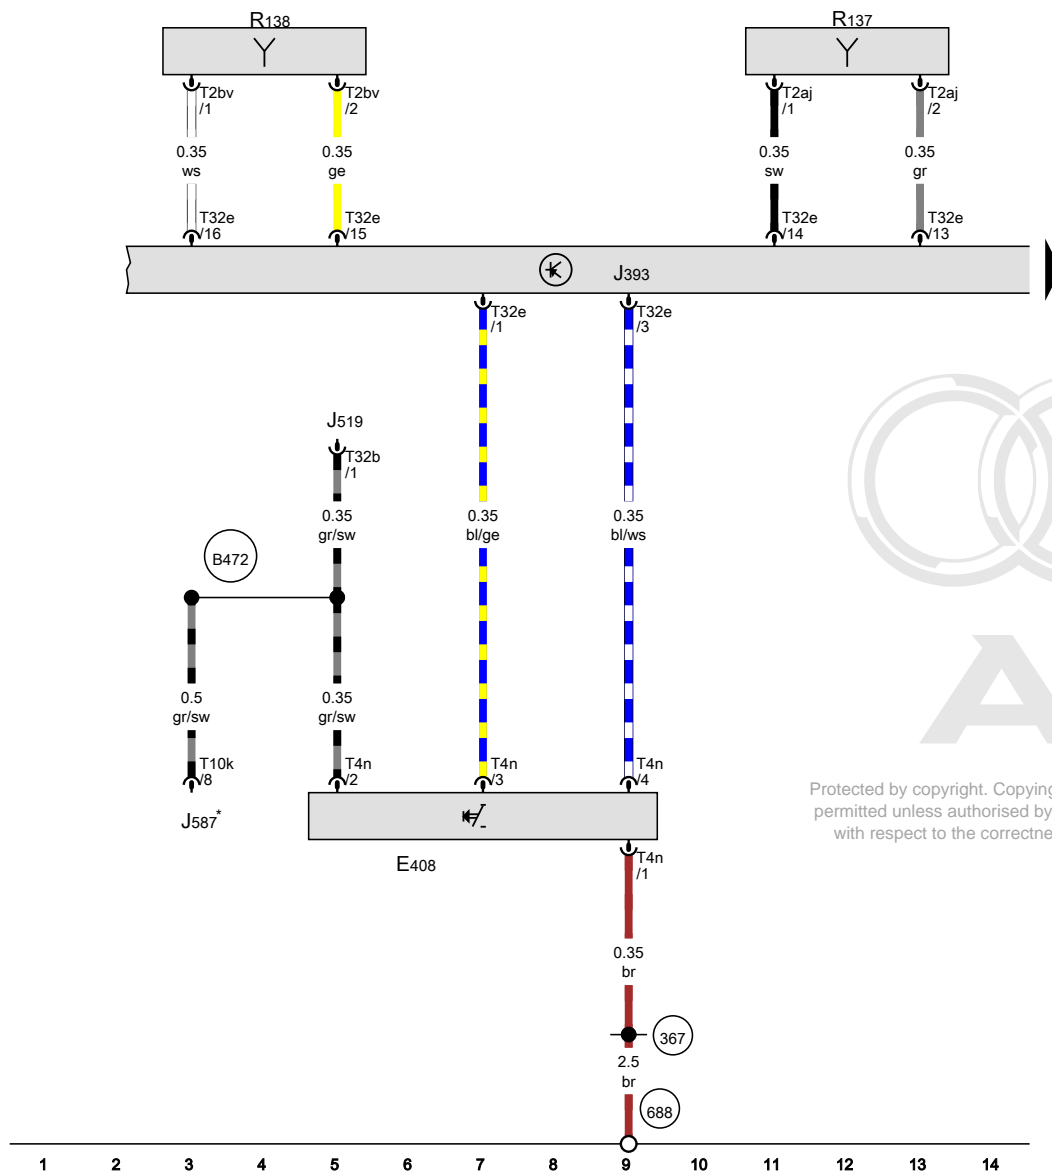 R138
R137
T2bv
/1
T2bv
/2
T2aj
/1
T2aj
/2
0.35
ws
0.35
ge
0.35
sw
0.35
gr
T32e
/16
T32e
/15
T32e
/14
T32e
/13
J393
T32e
/1
T32e
/3
J519
T32b
/1
0.35
gr/sw
0.35
bl/ge
0.35
bl/ws
B472
0.5
gr/sw
0.35
gr/sw
T10k
/8
T4n
/2
T4n
/3
T4n
/4
J587*
E408
T4n
/1
A
Protected by copyright. Copying
permitted unless authorised by
with respect to the correctne
0.35
br
367
2.5
br
688
1 2 3 4 5 6 7 8 9 10 11 12 13 14